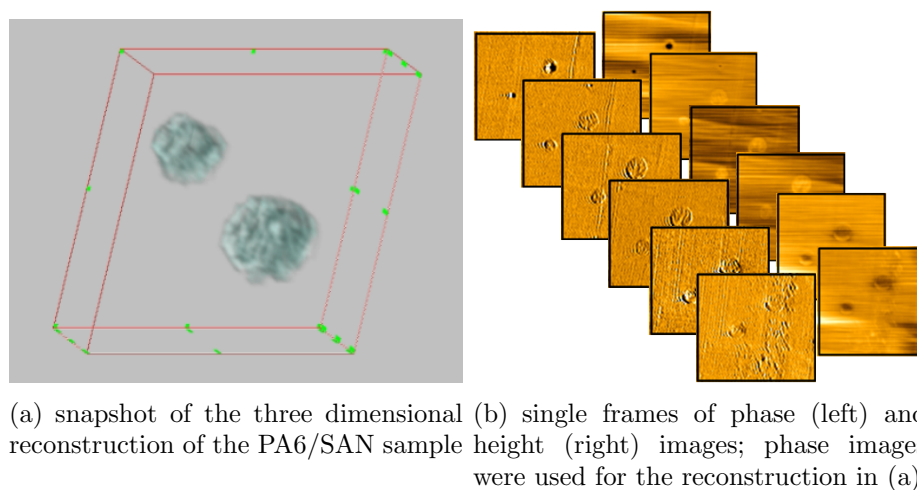 (a) snapshot of the three dimensional
reconstruction of the PA6/SAN sample
(b) single frames of phase (left) and
height (right) images; phase image
were used for the reconstruction in (a)